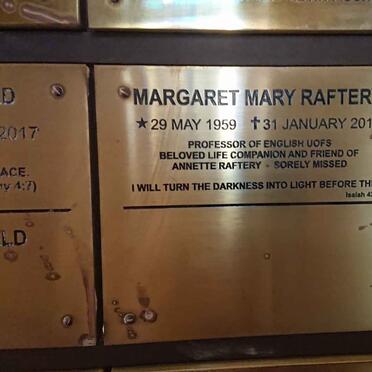 D
2017
ACE.
4:7)
LD
MARGARET MARY RAFTER
★ 29 MAY 1959 ✝ 31 JANUARY 201
PROFESSOR OF ENGLISH UOFS
BELOVED LIFE COMPANION AND FRIEND OF
ANNETTE RAFTERY - SORELY MISSED
I WILL TURN THE DARKNESS INTO LIGHT BEFORE THE
Isaiah 4